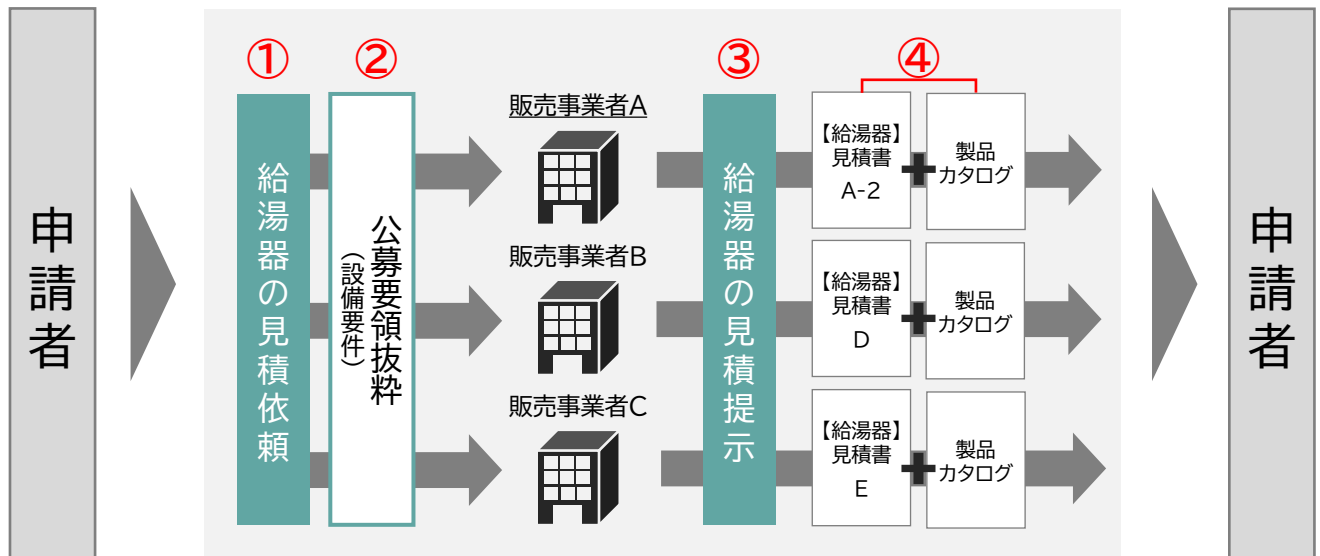 申請者
①
給湯器の見積依頼
②
公募要領抜粋
（設備要件）
販売事業者A
販売事業者B
販売事業者C
③
給湯器の見積提示
④
【給湯器】
見積書
A-2
製品
カタログ
【給湯器】
見積書
D
製品
カタログ
【給湯器】
見積書
E
製品
カタログ
申請者